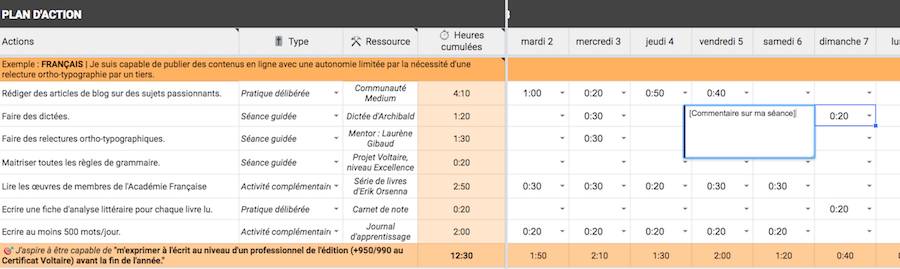 PLAN D'ACTION
Actions Type Ressource Heures cumulées mardi 2 mercredi 3 jeudi 4 vendredi 5 samedi 6 dimanche 7
Exemple : FRANÇAIS | Je suis capable de publier des contenus en ligne avec une autonomie limitée par la nécessité d'une
relecture ortho-typographie par un tiers.
Rédiger des articles de blog sur des sujets passionnants. Pratique délibérée Communauté Medium 4:10 1:00 0:20 0:50 0:40
Faire des dictées. Séance guidée Dictée d'Archibald 1:20 0:30 [Commentaire sur ma séance] 0:20
Faire des relectures ortho-typographiques. Séance guidée Mentor : Laurène Gibaud 1:30 0:30
Maitriser toutes les règles de grammaire. Séance guidée Projet Voltaire, niveau Excellence 0:20
Lire les œuvres de membres de l'Académie Française Activité complémentair Série de livres d'Erik Orsenna 2:50 0:30 0:30 0:20 0:30 0:30
Ecrire une fiche d'analyse littéraire pour chaque livre lu. Pratique délibérée Carnet de note 0:20 0:20
Ecrire au moins 500 mots/jour. Activité complémentair Journal d'apprentissage 2:00 0:20 0:20 0:20 0:20 0:20 0:20
J'aspire à être capable de "m'exprimer à l'écrit au niveau d'un professionnel de l'édition (+950/990 au
Certificat Voltaire) avant la fin de l'année." 12:30 1:50 2:10 1:30 2:00 1:20 0:40